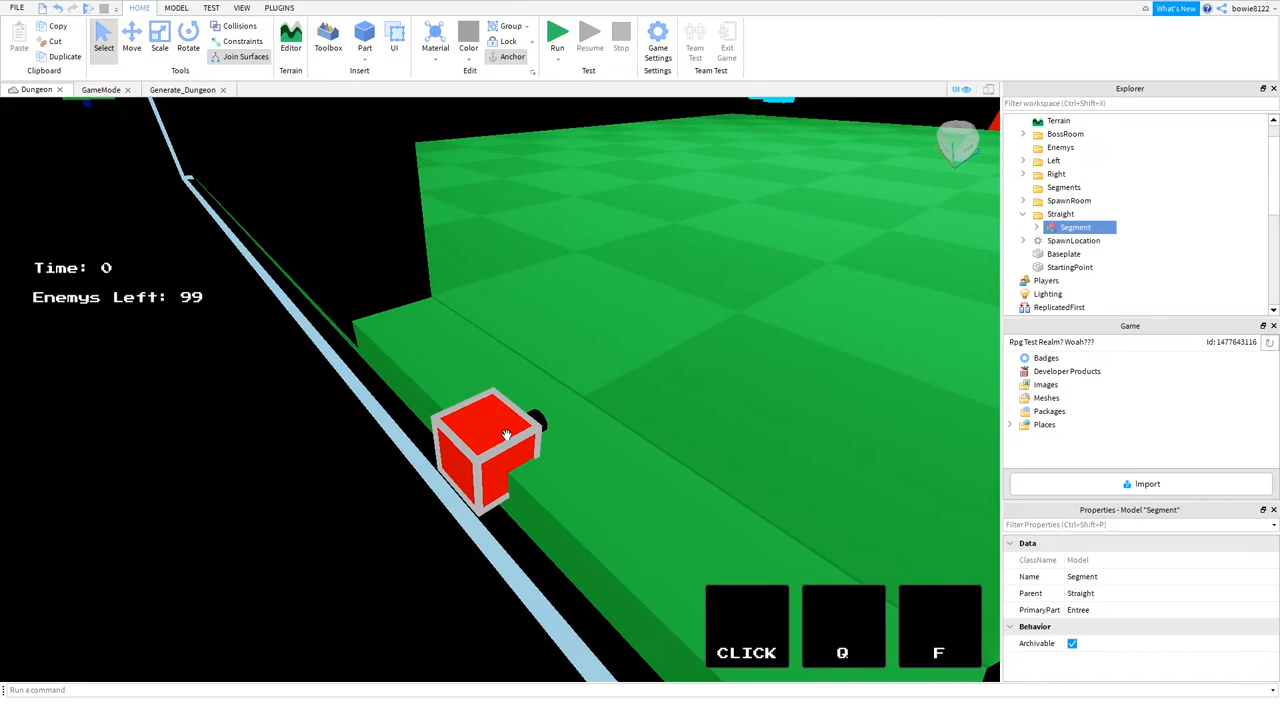 FILE HOME MODEL TEST VIEW PLUGINS What's New bowie8122
Paste Copy Cut Duplicate Select Move Scale Rotate Collisions Constraints Join Surfaces Editor Toolbox Part UI Material Color Group Lock Anchor Run Resume Stop Game Settings Team Test Exit Game
Clipboard Tools Terrain Insert Edit Test Settings Team Test
Dungeon GameMode Generate_Dungeon UI
Time: 0
Enemys Left: 99
CLICK Q F
Explorer
Filter workspace (Ctrl+Shift+X)
Terrain
BossRoom
Enemys
Left
Right
Segments
SpawnRoom
Straight
Segment
SpawnLocation
Baseplate
StartingPoint
Players
Lighting
ReplicatedFirst
Game
Rpg Test Realm? Woah??? Id: 1477643116
Badges
Developer Products
Images
Meshes
Packages
Places
Import
Properties - Model "Segment"
Filter Properties (Ctrl+Shift+P)
Data
ClassName Model
Name Segment
Parent Straight
PrimaryPart Entree
Behavior
Archivable
Run a command